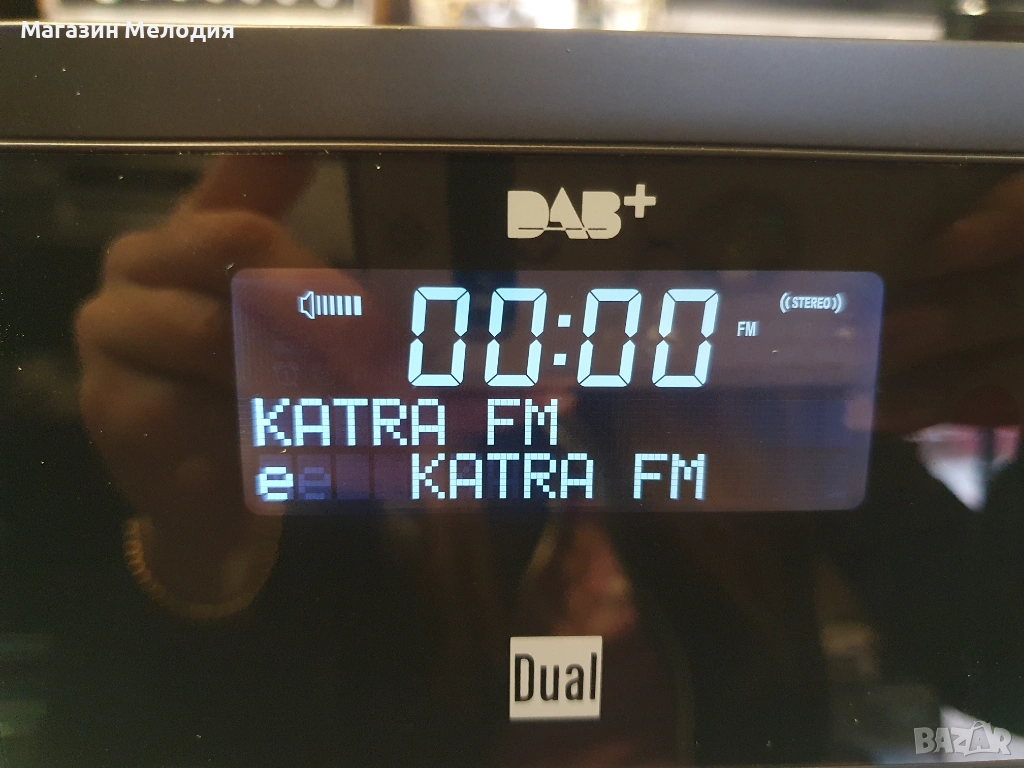 Магазин Мелодия
DAB+
00:00
FM
((STEREO))
KATRA FM
e KATRA FM
Dual
BAZAR